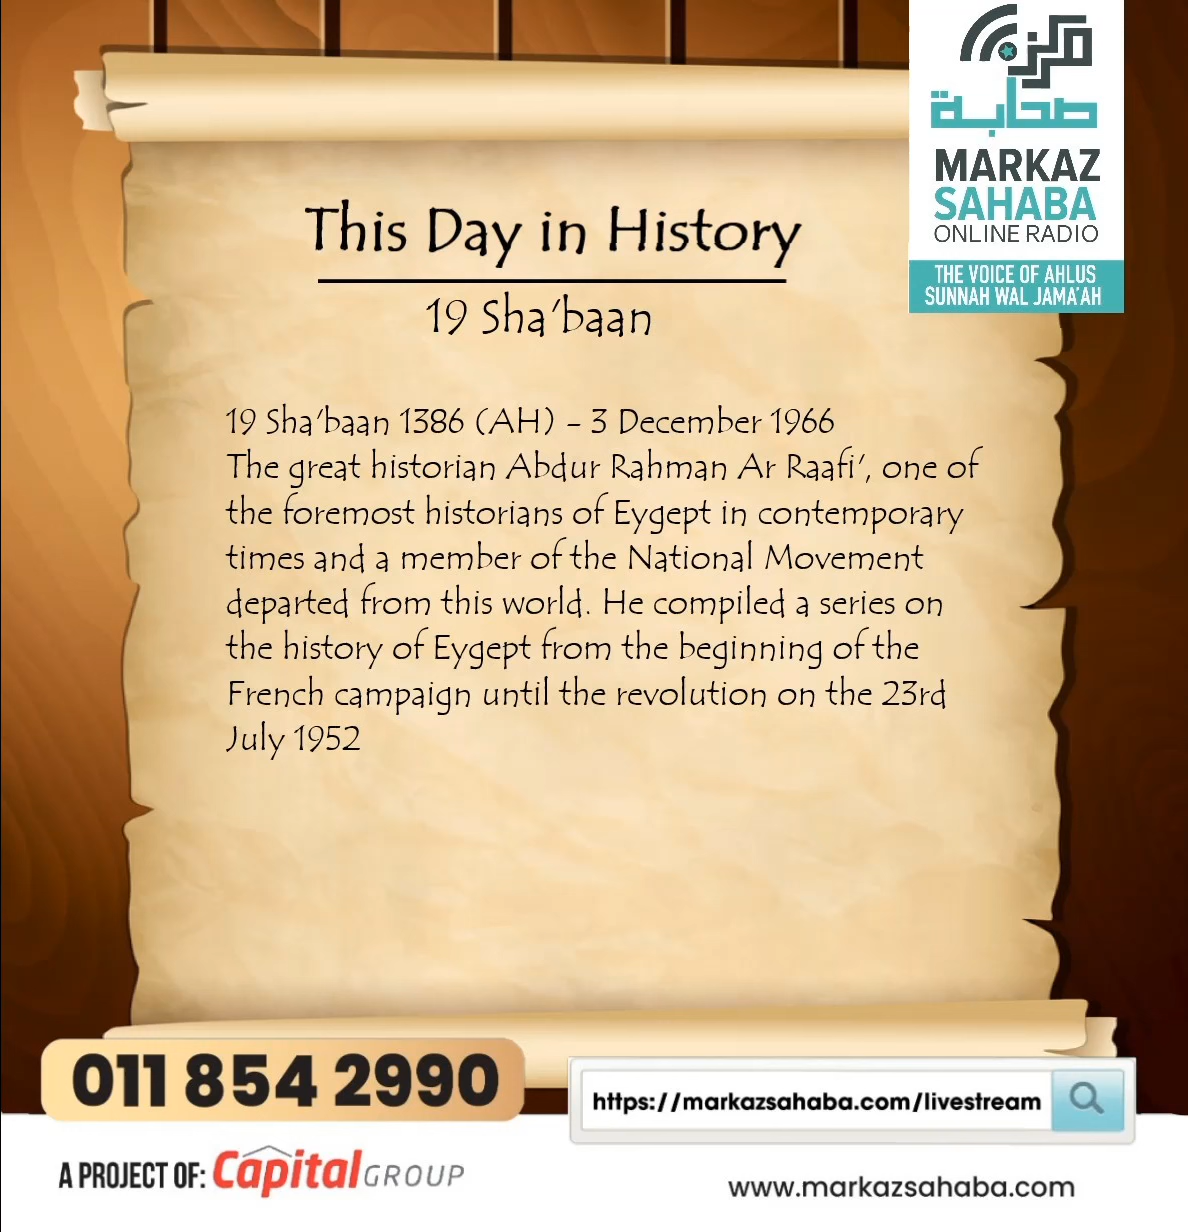 مركز
صحابة
MARKAZ
SAHABA
ONLINE RADIO
THE VOICE OF AHLUS
SUNNAH WAL JAMA'AH
This Day in History
19 Sha'baan
19 Sha'baan 1386 (AH) – 3 December 1966
The great historian Abdur Rahman Ar Raafi', one of
the foremost historians of Eygept in contemporary
times and a member of the National Movement
departed from this world. He compiled a series on
the history of Eygept from the beginning of the
French campaign until the revolution on the 23rd
July 1952
011 854 2990
https://markazsahaba.com/livestream
A PROJECT OF: Capital GROUP
www.markazsahaba.com